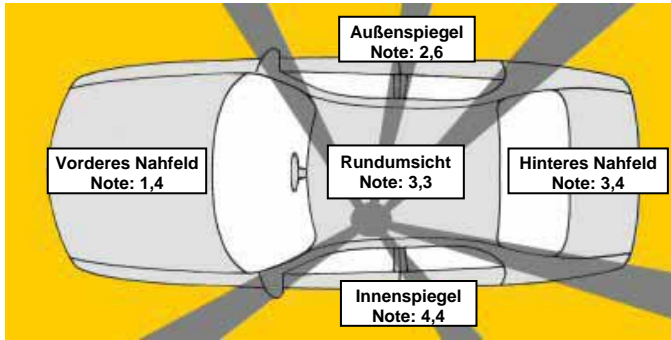 Außenspiegel
Note: 2,6
Vorderes Nahfeld
Note: 1,4
Rundumsicht
Note: 3,3
Hinteres Nahfeld
Note: 3,4
Innenspiegel
Note: 4,4